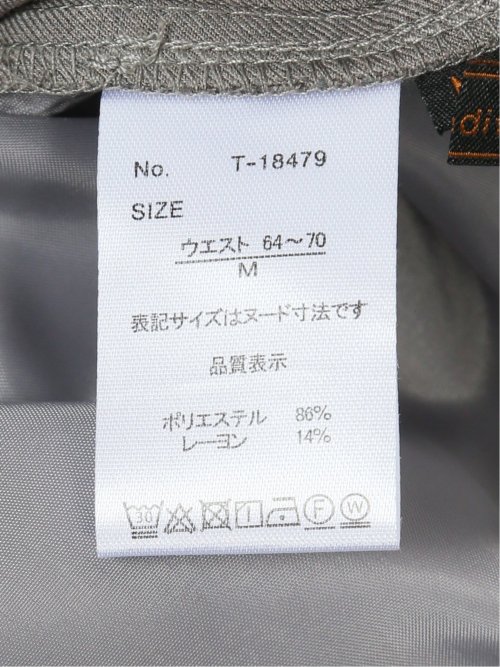 No. T-18479
SIZE
ウエスト 64〜70
M
表記サイズはヌード寸法です
品質表示
ポリエステル 86%
レーヨン 14%
30 F W
di